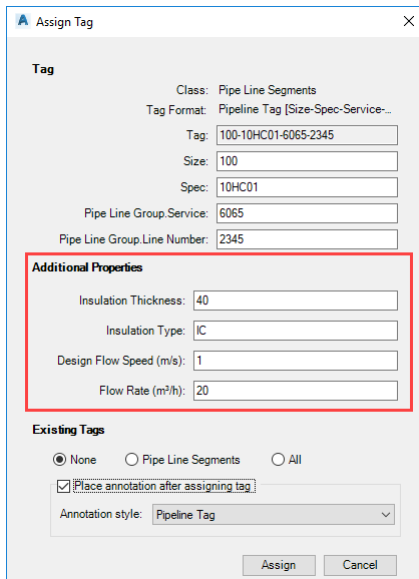 Assign Tag
Tag
Class: Pipe Line Segments
Tag Format: Pipeline Tag [Size-Spec-Service-...
Tag: 100-10HC01-6065-2345
Size: 100
Spec: 10HC01
Pipe Line Group.Service: 6065
Pipe Line Group.Line Number: 2345
Additional Properties
Insulation Thickness: 40
Insulation Type: IC
Design Flow Speed (m/s): 1
Flow Rate (m³/h): 20
Existing Tags
None Pipe Line Segments All
Place annotation after assigning tag
Annotation style: Pipeline Tag
Assign Cancel